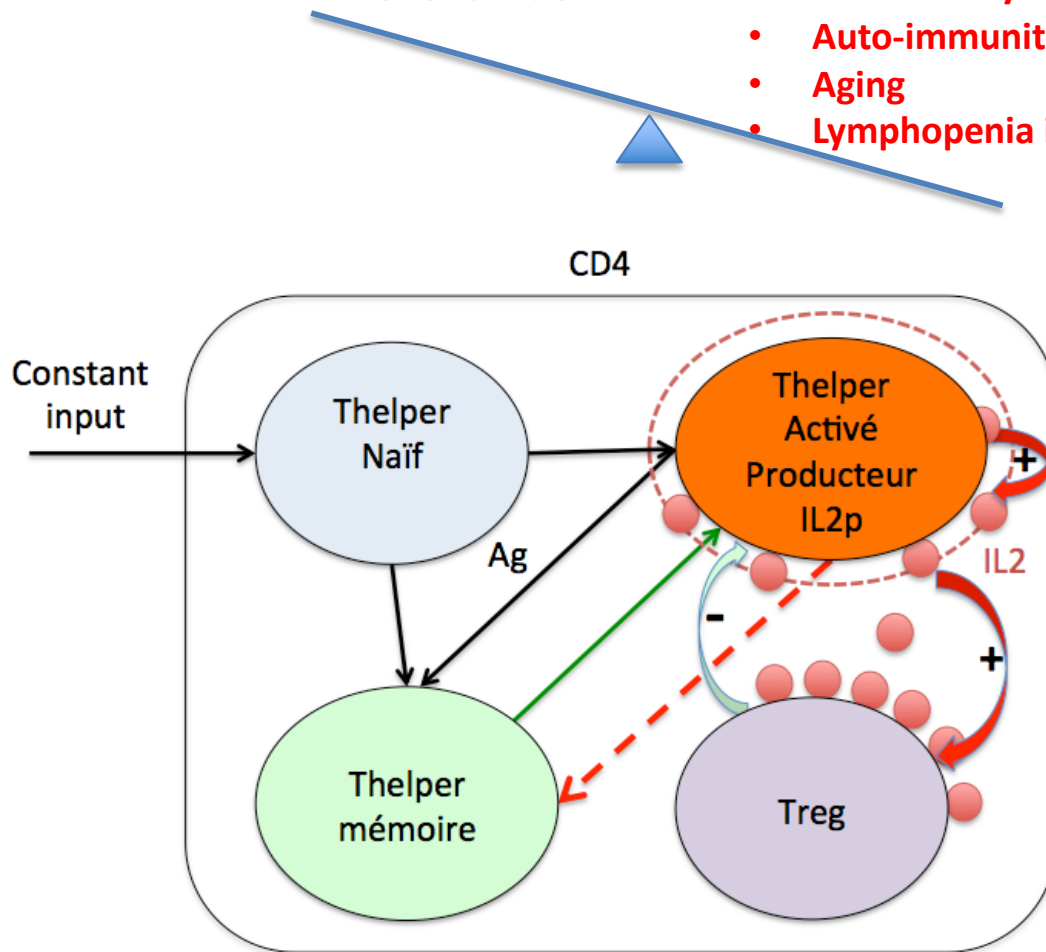 • Auto-immunit
• Aging
• Lymphopenia i
CD4
Constant
input
Thelper
Naïf
Thelper
Activé
Producteur
IL2p
+
IL2
Ag
-
+
Thelper
mémoire
Treg